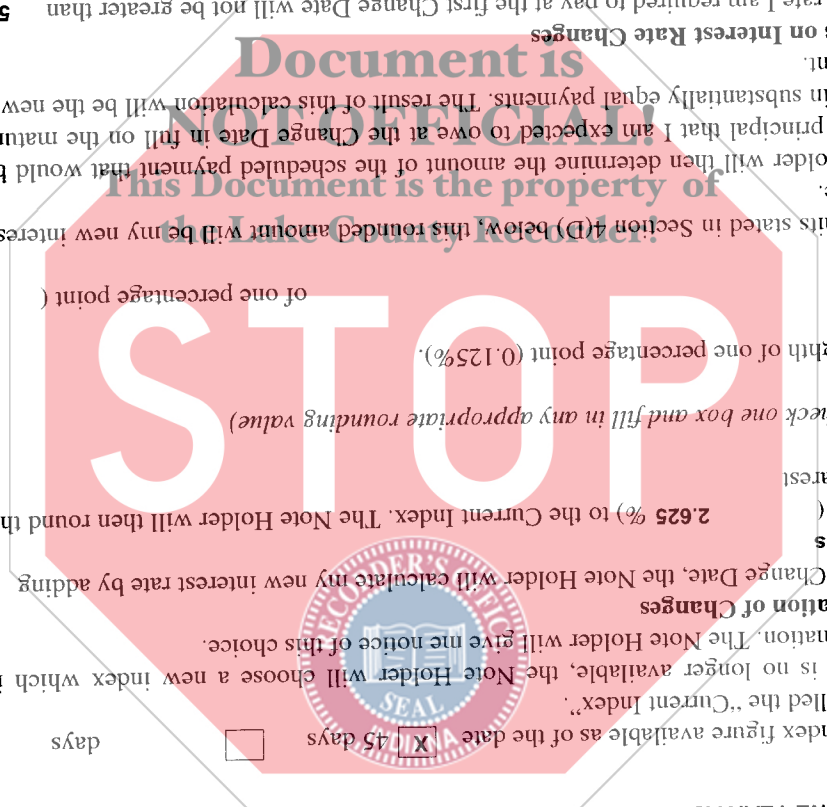 Document is
NOT OFFICIAL!
This Document is the property of
the Lake County Recorder!
STOP
RECORDER'S OFFICE
SEAL
INDIANA
ndex figure available as of the date X 45 days days
lled the "Current Index".
is no longer available, the Note Holder will choose a new index which i
nation. The Note Holder will give me notice of this choice.
ation of Changes
Change Date, the Note Holder will calculate my new interest rate by adding
s
( 2.625 %) to the Current Index. The Note Holder will then round th
arest
eck one box and fill in any appropriate rounding value)
ghth of one percentage point (0.125%).
of one percentage point (
nits stated in Section 4(D) below, this rounded amount will be my new interes
e.
older will then determine the amount of the scheduled payment that would b
principal that I am expected to owe at the Change Date in full on the matur
in substantially equal payments. The result of this calculation will be the new
nt.
s on Interest Rate Changes
rate I am required to pay at the first Change Date will not be greater than 5